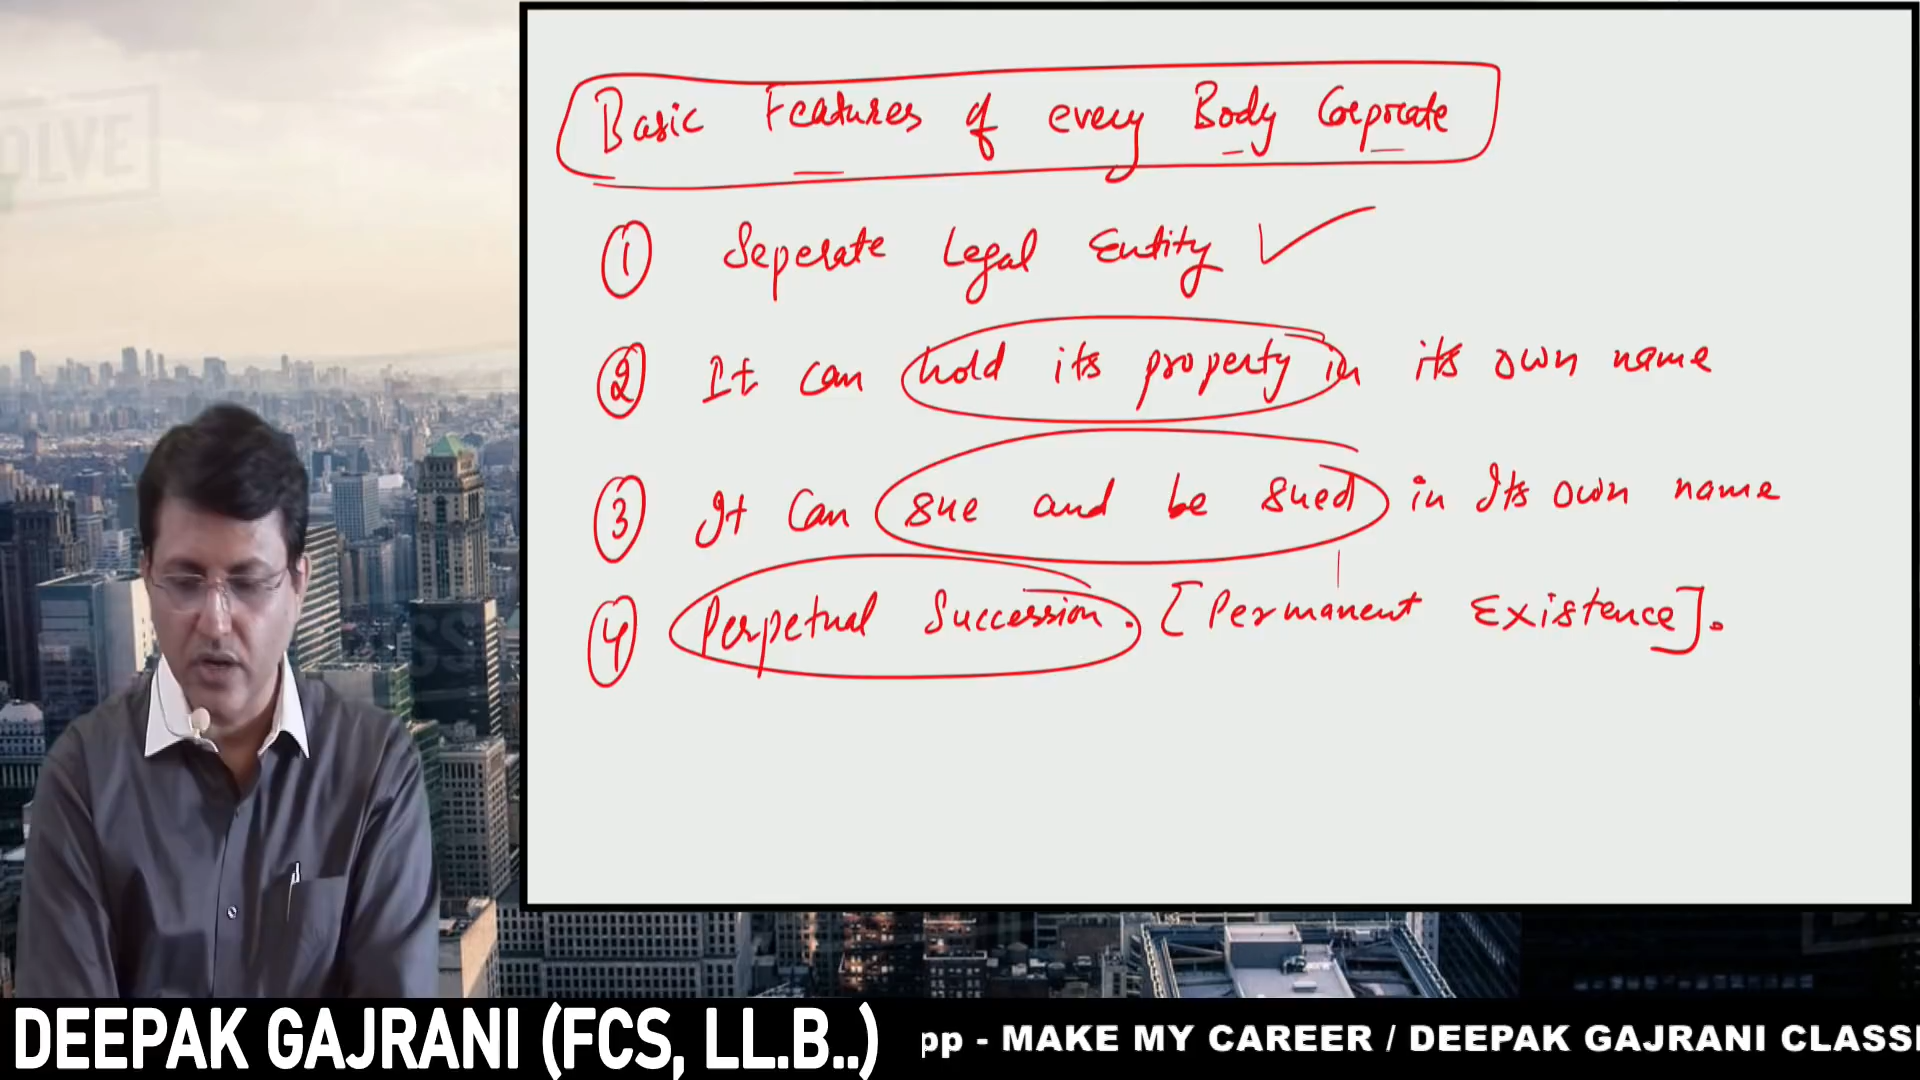 OLVE
Basic Features of every Body Corporate
① Seperate Legal Entity ✓
② It can hold its property in its own name
③ It Can sue and be sued in Its own name
④ Perpetual Succession. [Permanent Existence].
DEEPAK GAJRANI (FCS, LL.B..)
pp - MAKE MY CAREER / DEEPAK GAJRANI CLASS